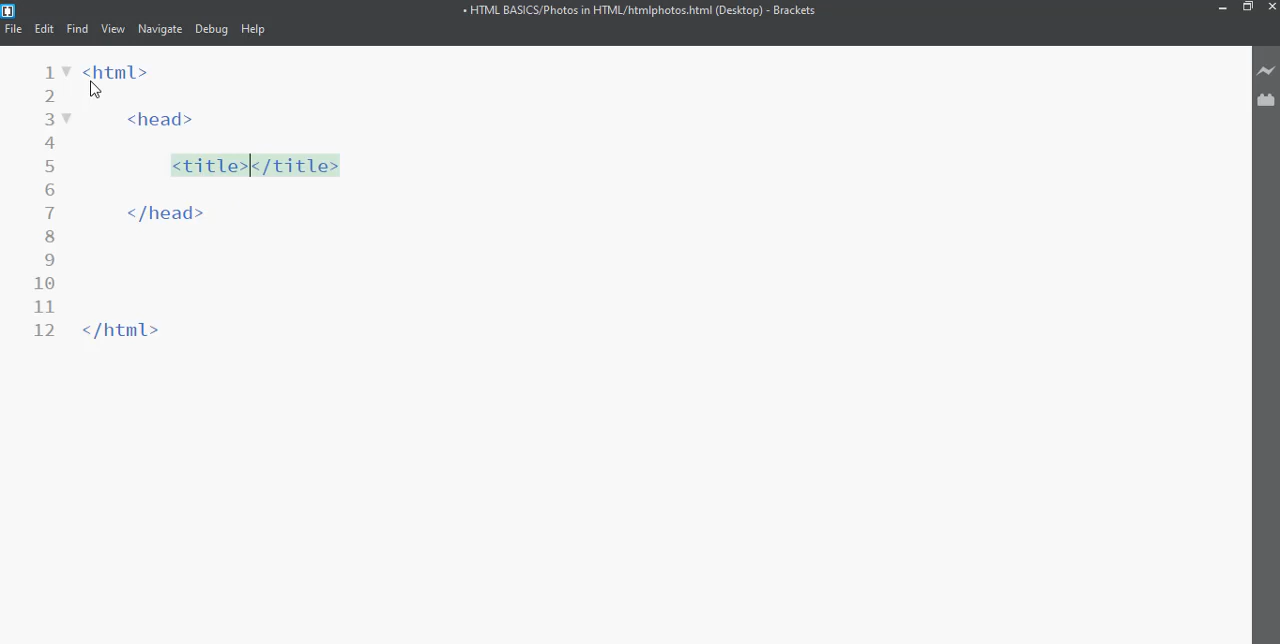 • HTML BASICS/Photos in HTML/htmlphotos.html (Desktop) - Brackets
File Edit Find View Navigate Debug Help
1 <html>
2
3 <head>
4
5 <title></title>
6
7 </head>
8
9
10
11
12 </html>